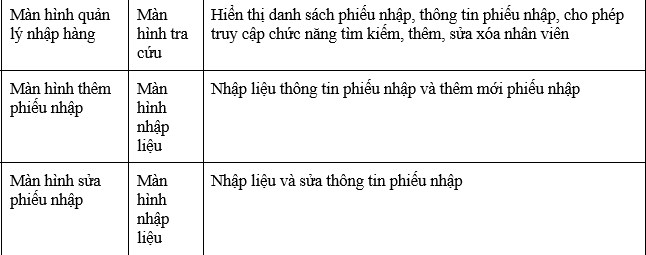 Màn hình quản
lý nhập hàng
Màn
hình tra
cứu
Hiển thị danh sách phiếu nhập, thông tin phiếu nhập, cho phép
truy cập chức năng tìm kiếm, thêm, sửa xóa nhân viên
Màn hình thêm
phiếu nhập
Màn
hình
nhập
liệu
Nhập liệu thông tin phiếu nhập và thêm mới phiếu nhập
Màn hình sửa
phiếu nhập
Màn
hình
nhập
liệu
Nhập liệu và sửa thông tin phiếu nhập